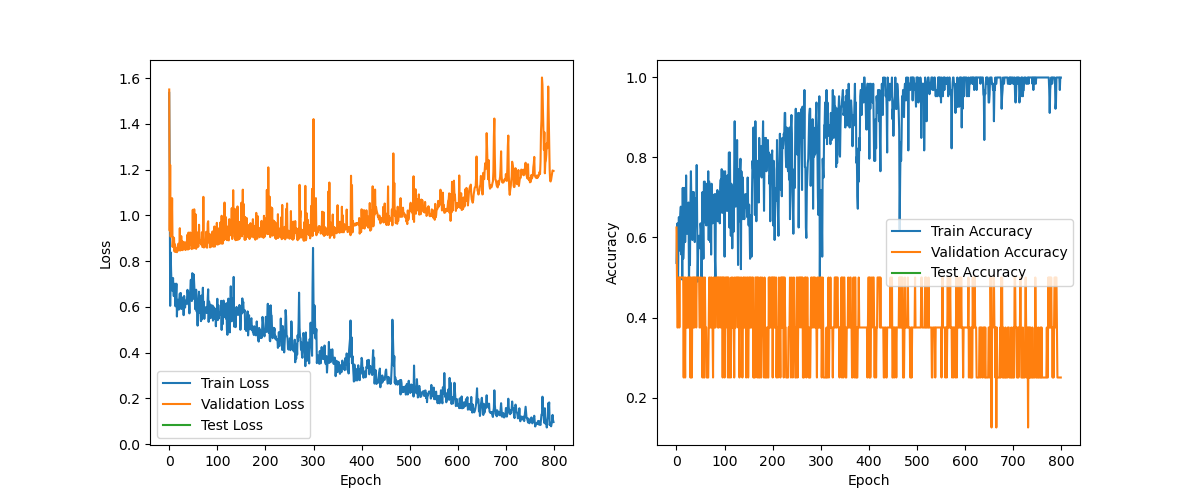 1.6
1.4
1.2
1.0
0.8
0.6
0.4
0.2
0.0
Loss
Train Loss
Validation Loss
Test Loss
0 100 200 300 400 500 600 700 800
Epoch
1.0
0.8
0.6
0.4
0.2
Accuracy
Train Accuracy
Validation Accuracy
Test Accuracy
0 100 200 300 400 500 600 700 800
Epoch